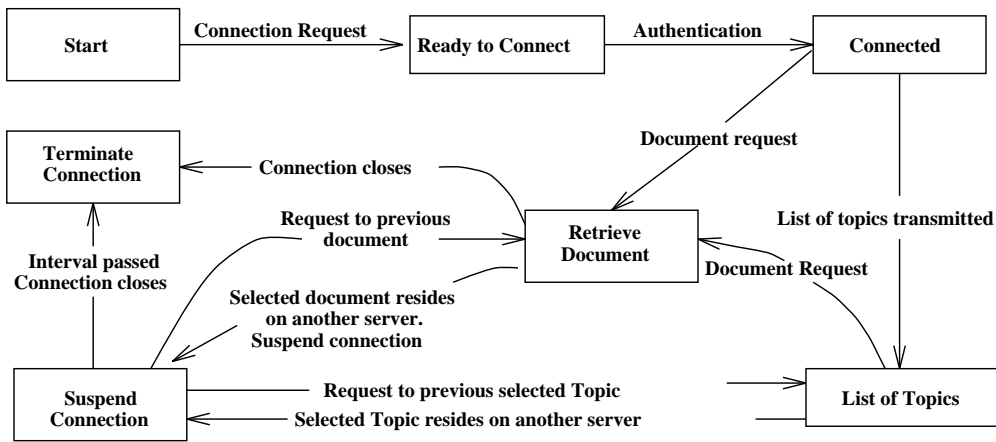 Start
Connection Request
Ready to Connect
Authentication
Connected
Document request
Terminate
Connection
Connection closes
List of topics transmitted
Request to previous
document
Retrieve
Document
Interval passed
Connection closes
Document Request
Selected document resides
on another server.
Suspend connection
Suspend
Connection
Request to previous selected Topic
Selected Topic resides on another server
List of Topics